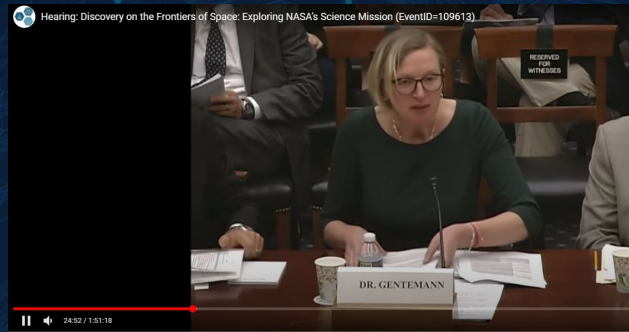 Hearing: Discovery on the Frontiers of Space: Exploring NASA's Science Mission (EventID=109613)
RESERVED
FOR
WITNESSES
DR. GENTEMANN
24:52 / 1:51:18